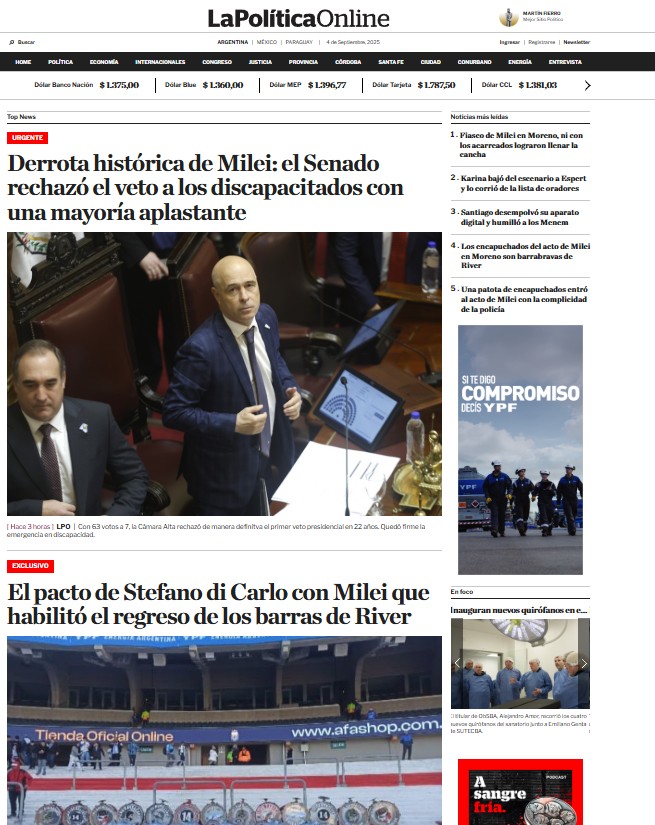 LaPolíticaOnline
MARTÍN FIERRO
Mejor Sitio Político
Buscar
ARGENTINA | MÉXICO | PARAGUAY | 4 de Septiembre, 2025
Ingresar | Registrarse | Newsletter
HOME POLÍTICA ECONOMÍA INTERNACIONALES CONGRESO JUSTICIA PROVINCIA CÓRDOBA SANTA FE CIUDAD CONURBANO ENERGÍA ENTREVISTA
Dólar Banco Nación $ 1.375,00 Dólar Blue $ 1.360,00 Dólar MEP $ 1.396,77 Dólar Tarjeta $ 1.787,50 Dólar CCL $ 1.381,03
Top News
URGENTE
Derrota histórica de Milei: el Senado
rechazó el veto a los discapacitados con
una mayoría aplastante
[ Hace 3 horas ] LPO | Con 63 votos a 7, la Cámara Alta rechazó de manera definitva el primer veto presidencial en 22 años. Quedó firme la
emergencia en discapacidad.
EXCLUSIVO
El pacto de Stefano di Carlo con Milei que
habilitó el regreso de los barras de River
YPF ENERGÍA ARGENTINA
Tienda Oficial Online
www.afashop.com.
Noticias más leídas
1 . Fiasco de Milei en Moreno, ni con
los acarreados lograron llenar la
cancha
2 . Karina bajó del escenario a Espert
y lo corrió de la lista de oradores
3 . Santiago desempolvó su aparato
digital y humilló a los Menem
4 . Los encapuchados del acto de Milei
en Moreno son barrabravas de
River
5 . Una patota de encapuchados entró
al acto de Milei con la complicidad
de la policía
SI TE DIGO
COMPROMISO
DECÍS YPF
YPF
En foco
Inauguran nuevos quirófanos en e...
El titular de OhSBA, Alejandro Amor, recorrió los cuatro
nuevos quirófanos del sanatorio junto a Emiliano Genta
de SUTECBA.
PODCAST
A
sangre
fría.